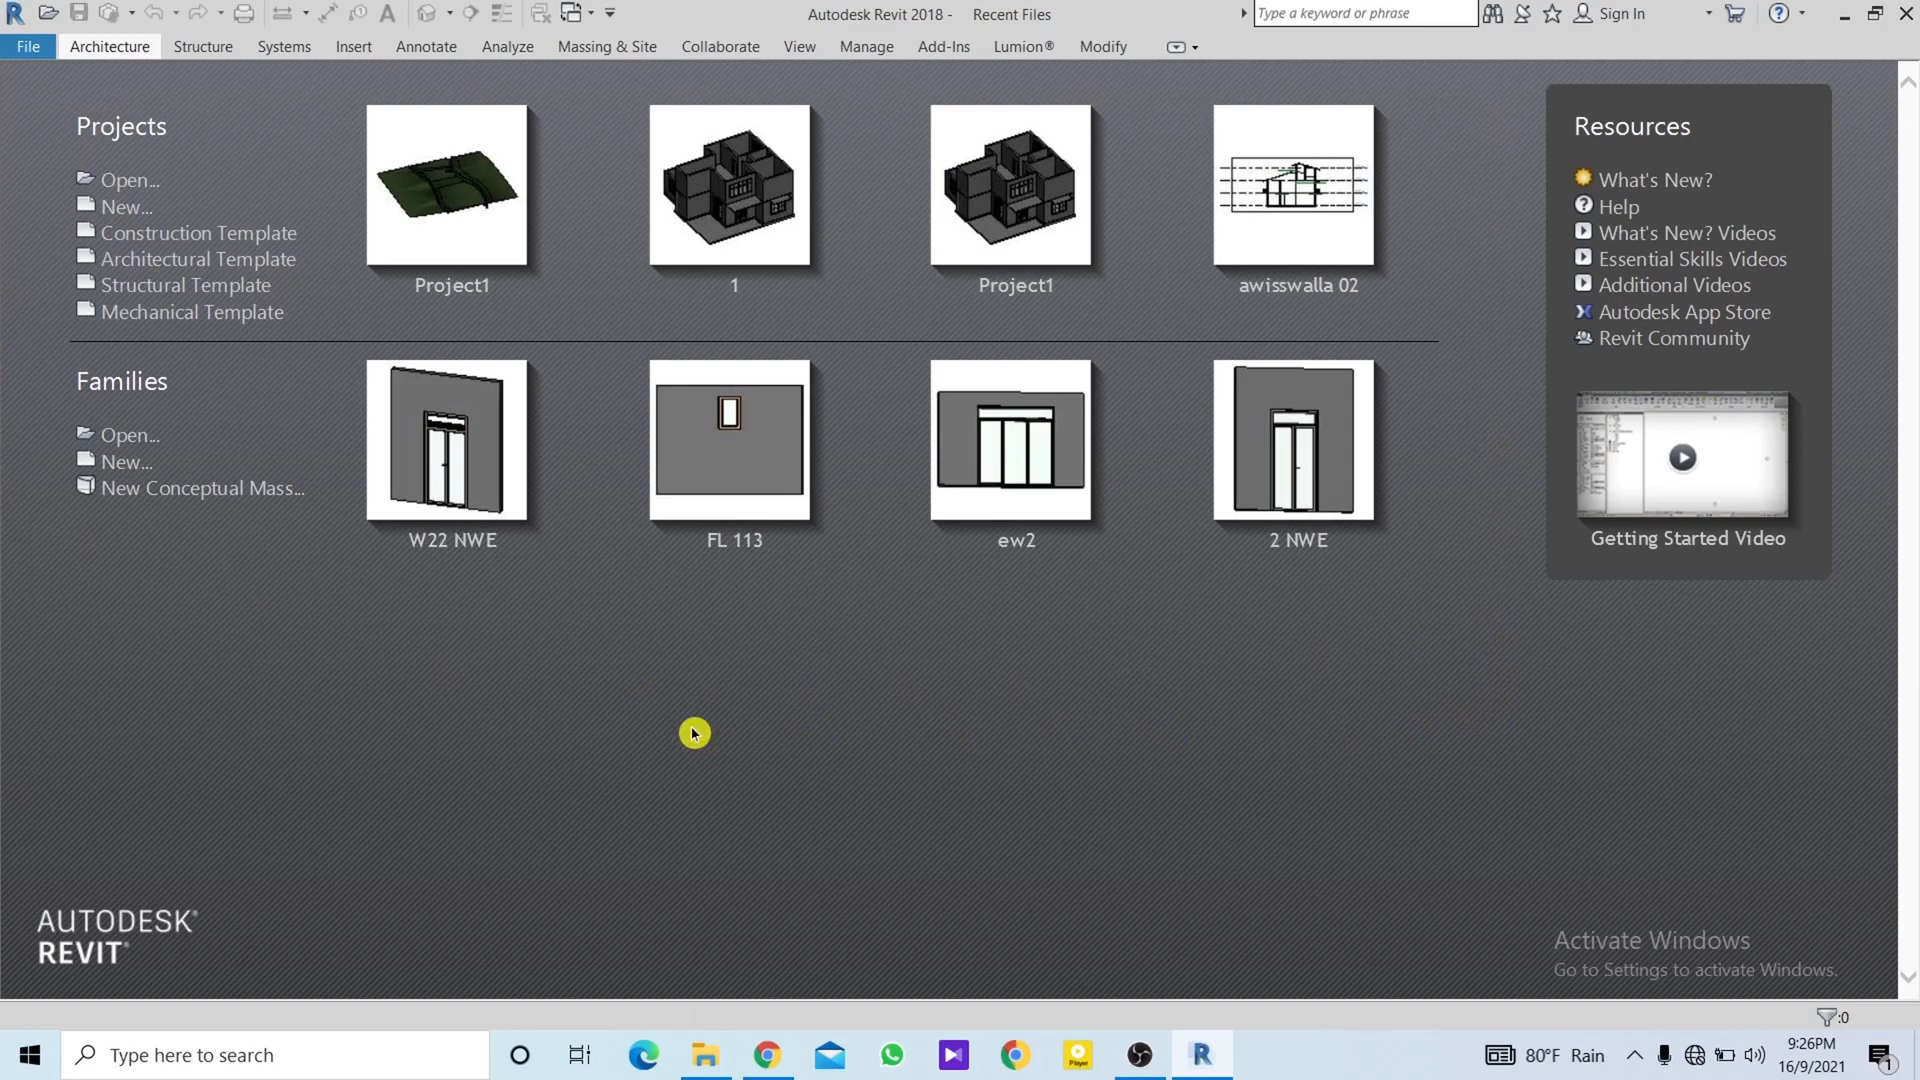 Autodesk Revit 2018 - Recent Files
Type a keyword or phrase
Sign In
File Architecture Structure Systems Insert Annotate Analyze Massing & Site Collaborate View Manage Add-Ins Lumion® Modify
Projects
Open...
New...
Construction Template
Architectural Template
Structural Template
Mechanical Template
Project1
1
Project1
awisswalla 02
Families
Open...
New...
New Conceptual Mass...
W22 NWE
FL 113
ew2
2 NWE
Resources
What's New?
Help
What's New? Videos
Essential Skills Videos
Additional Videos
Autodesk App Store
Revit Community
Getting Started Video
AUTODESK®
REVIT®
Activate Windows
Go to Settings to activate Windows.
:0
Type here to search
Player
80°F Rain
9:26PM
16/9/2021
1